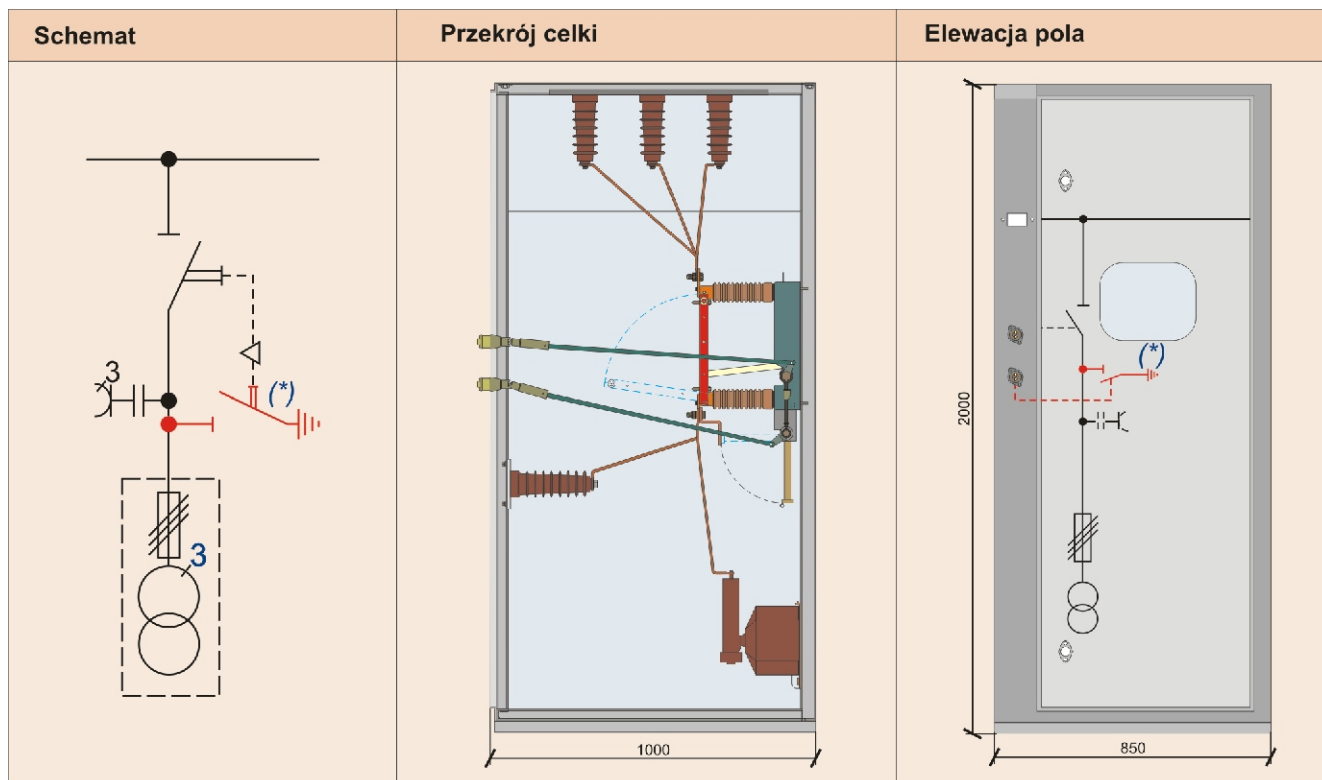 Schemat
Przekrój celki
Elewacja pola
3
(*)
3
1000
(*)
2000
850